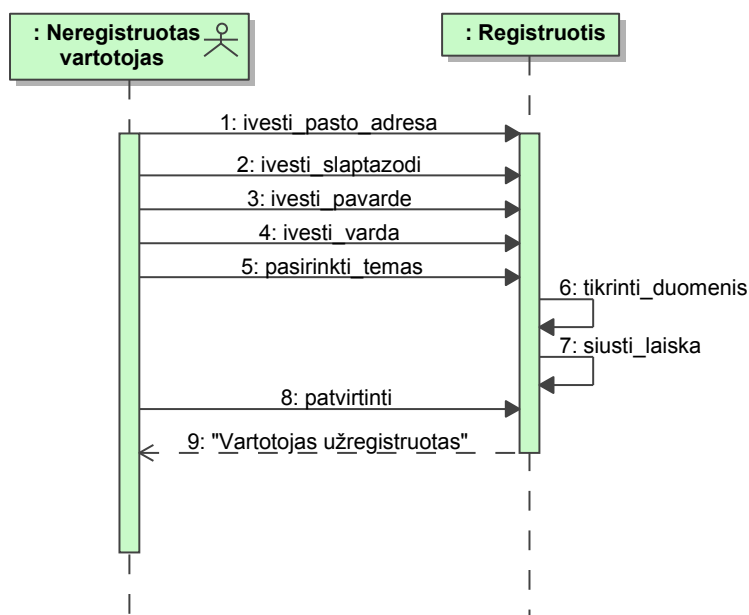 : Neregistruotas
vartotojas
: Registruotis
1: ivesti_pasto_adresa
2: ivesti_slaptazodi
3: ivesti_pavarde
4: ivesti_varda
5: pasirinkti_temas
6: tikrinti_duomenis
7: siusti_laiska
8: patvirtinti
9: "Vartotojas užregistruotas"